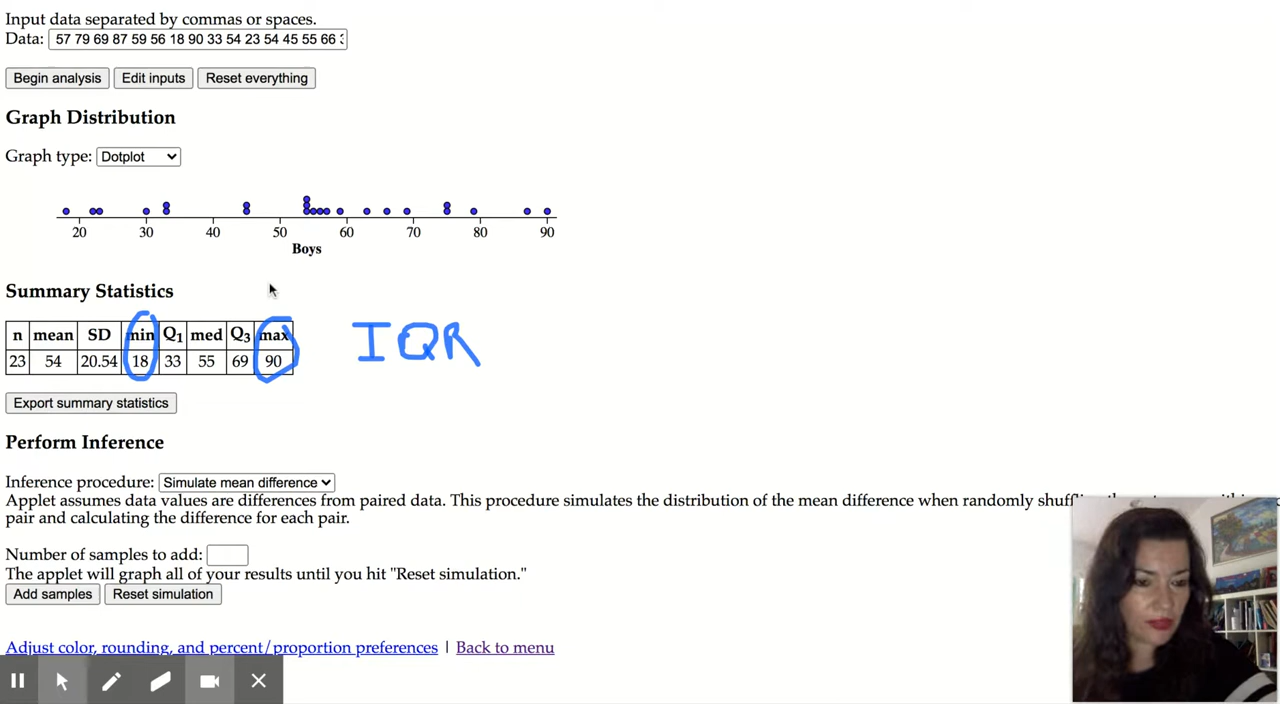 Input data separated by commas or spaces.
Data: 57 79 69 87 59 56 18 90 33 54 23 54 45 55 66
Begin analysis Edit inputs Reset everything
Graph Distribution
Graph type: Dotplot
20 30 40 50 60 70 80 90
Boys
Summary Statistics
n mean SD min Q1 med Q3 max
23 54 20.54 18 33 55 69 90
IQR
Export summary statistics
Perform Inference
Inference procedure: Simulate mean difference
Applet assumes data values are differences from paired data. This procedure simulates the distribution of the mean difference when randomly
pair and calculating the difference for each pair.
Number of samples to add:
The applet will graph all of your results until you hit "Reset simulation."
Add samples Reset simulation
Adjust color, rounding, and percent/proportion preferences | Back to menu